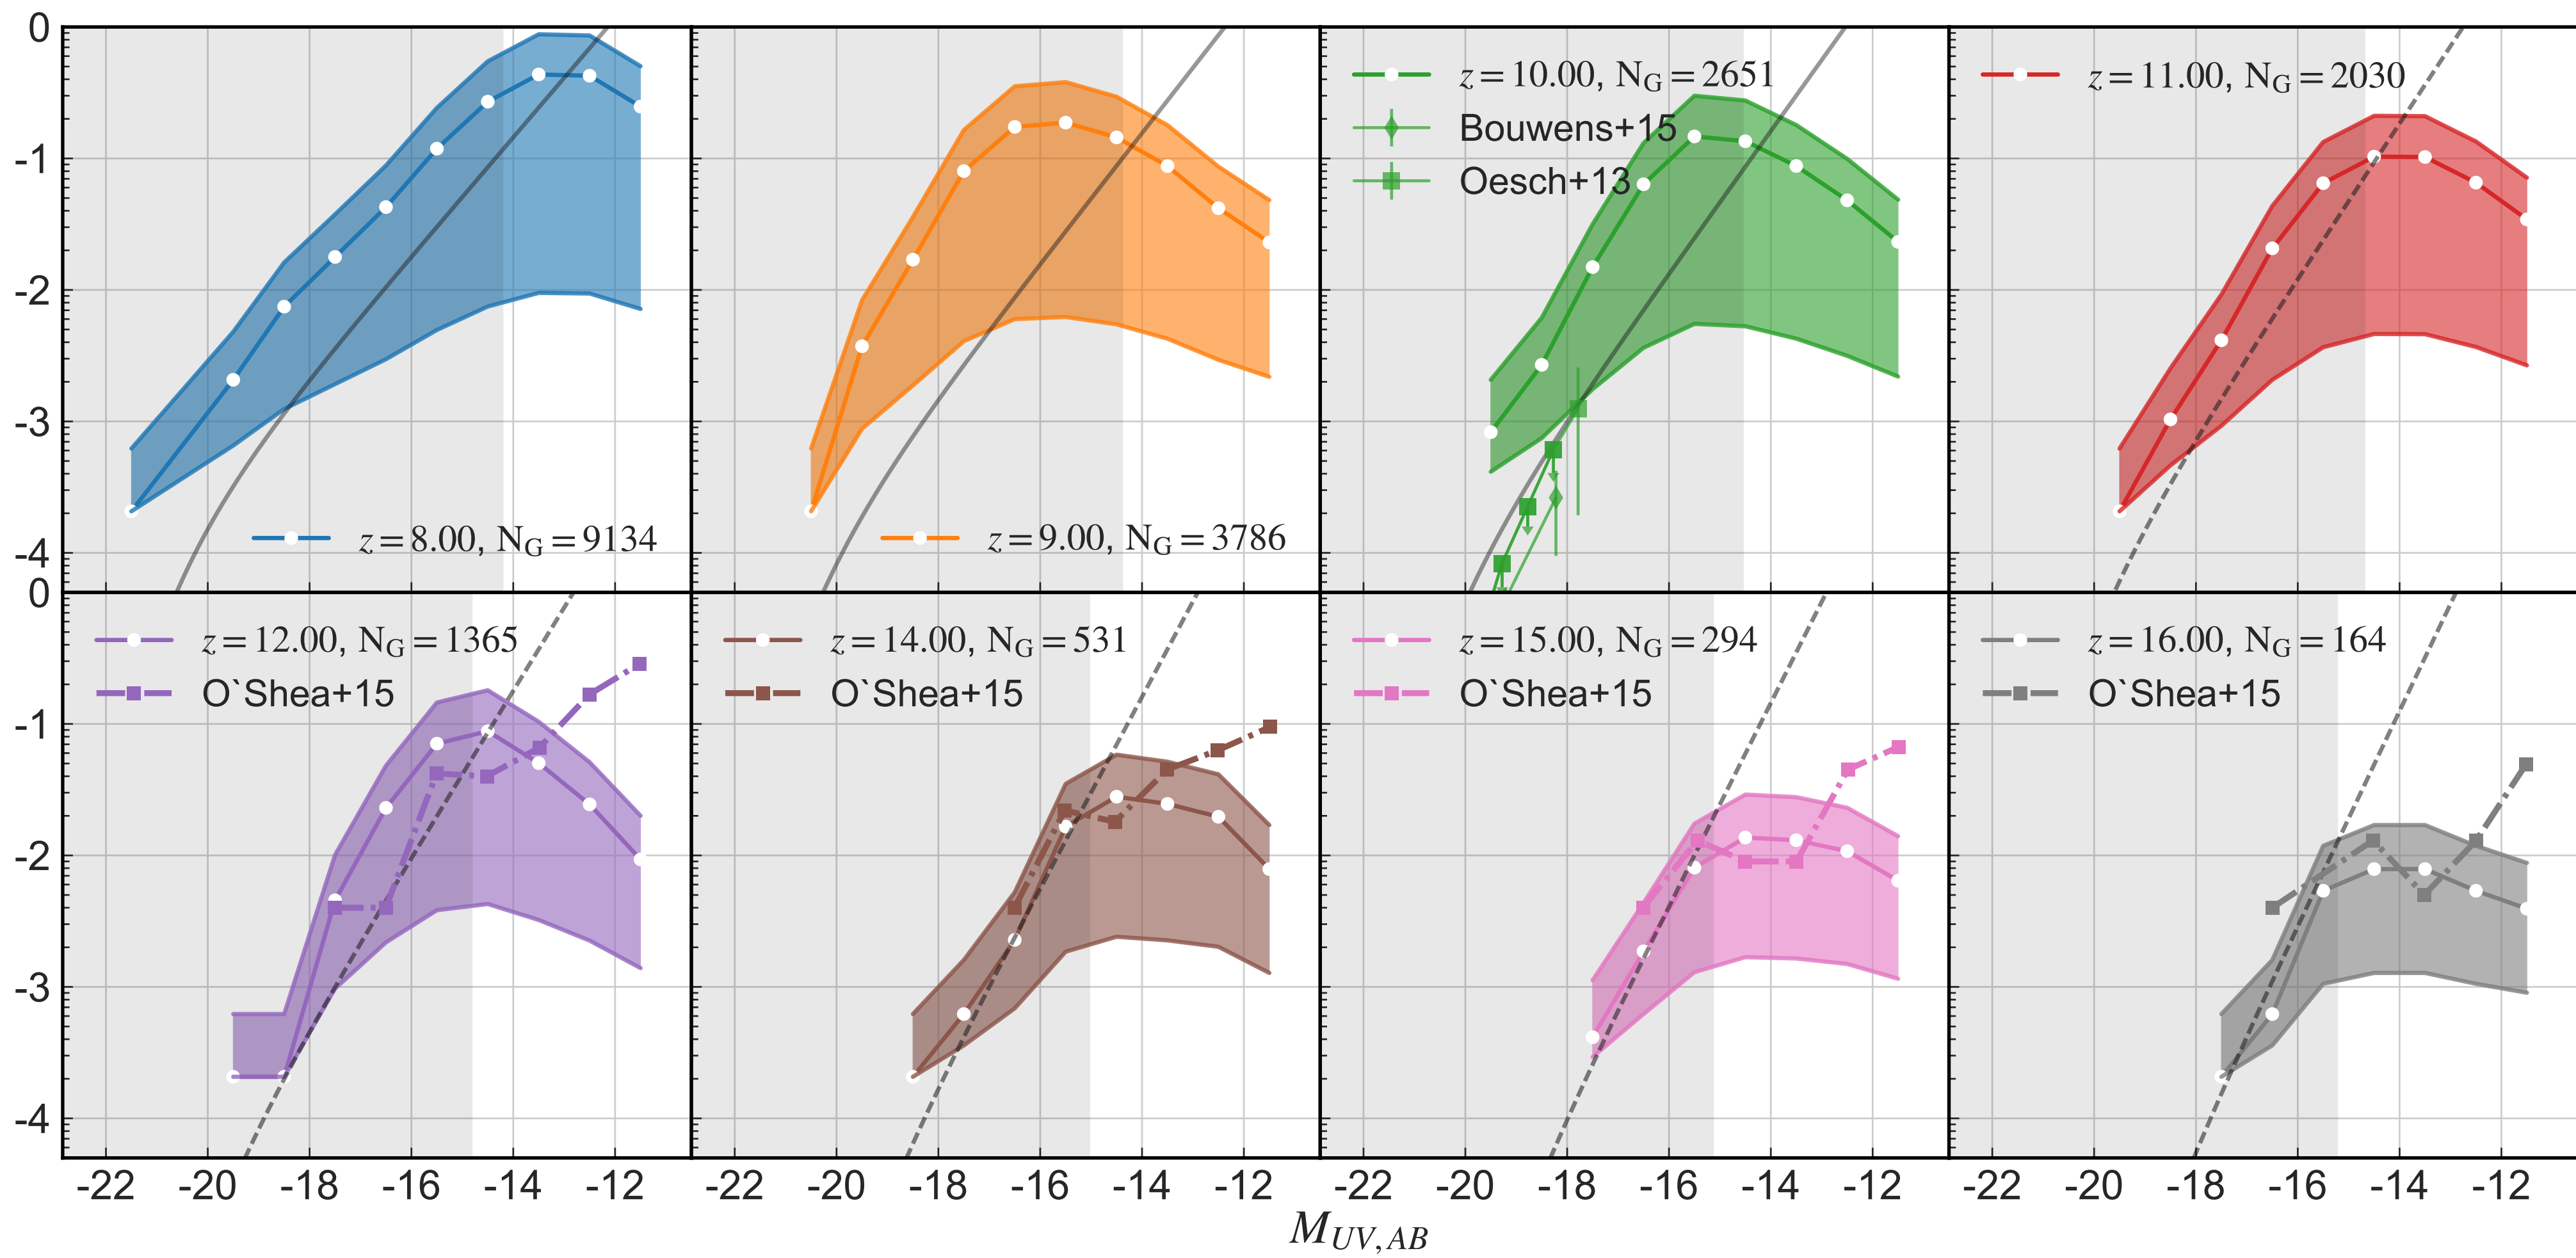 0
-1
-2
-3
-4
z=8.00, N_G=9134
z=9.00, N_G=3786
z=10.00, N_G=2651
Bouwens+15
Oesch+13
z=11.00, N_G=2030
0
-1
-2
-3
-4
z=12.00, N_G=1365
O`Shea+15
z=14.00, N_G=531
O`Shea+15
z=15.00, N_G=294
O`Shea+15
z=16.00, N_G=164
O`Shea+15
-22 -20 -18 -16 -14 -12
-22 -20 -18 -16 -14 -12
-22 -20 -18 -16 -14 -12
-22 -20 -18 -16 -14 -12
M_{UV,AB}